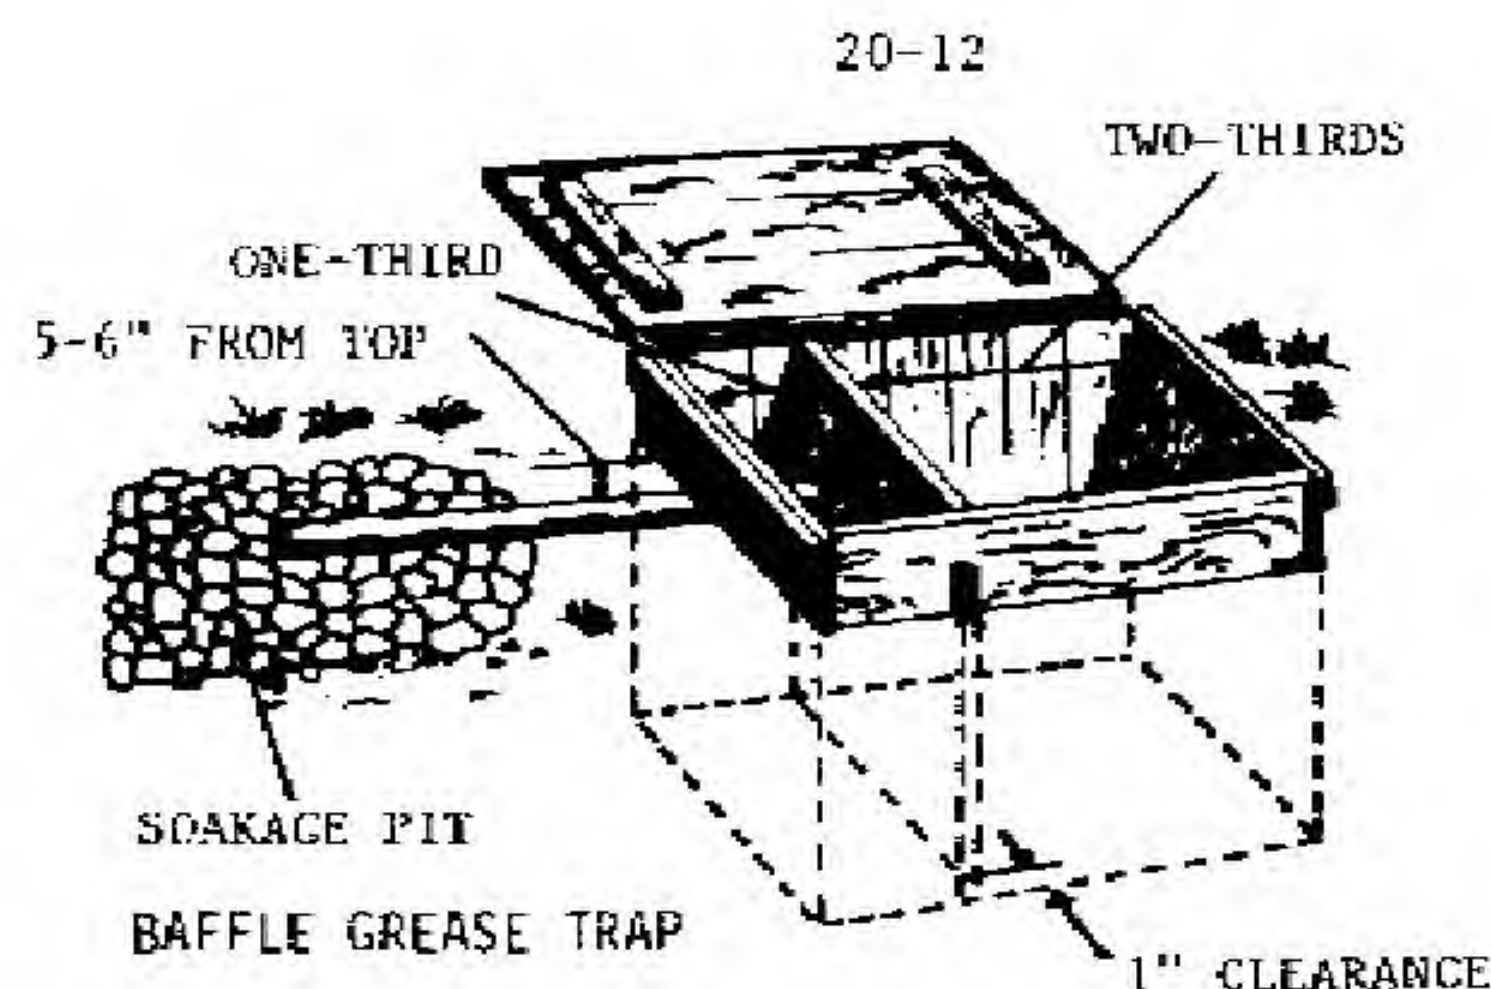 20-12
TWO-THIRDS
ONE-THIRD
5-6" FROM TOP
SOAKAGE PIT
BAFFLE GREASE TRAP
1" CLEARANCE